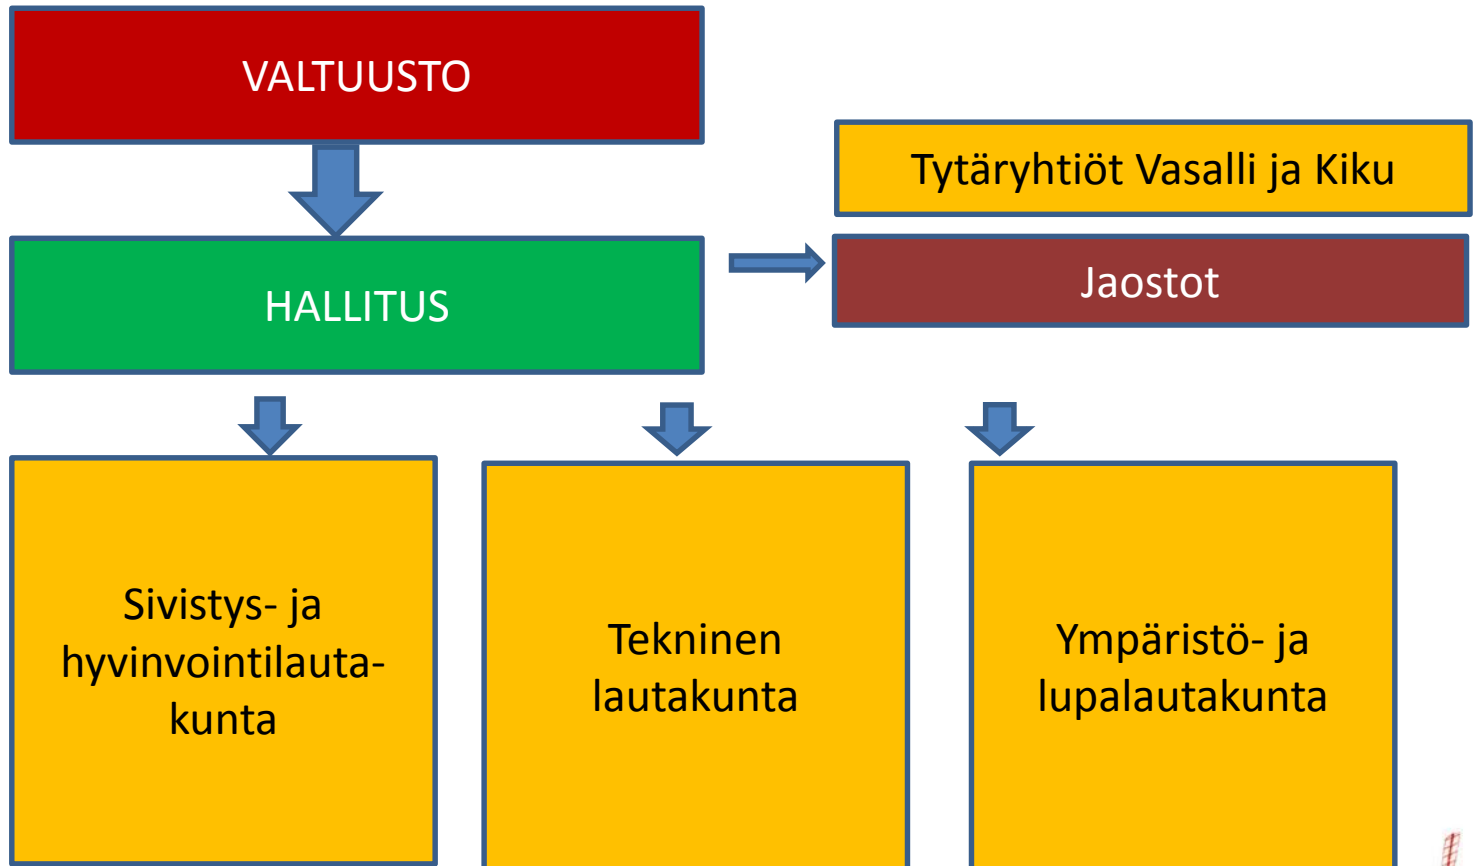 VALTUUSTO
Tytäryhtiöt Vasalli ja Kiku
HALLITUS
Jaostot
Sivistys- ja
hyvinvointilauta-
kunta
Tekninen
lautakunta
Ympäristö- ja
lupalautakunta